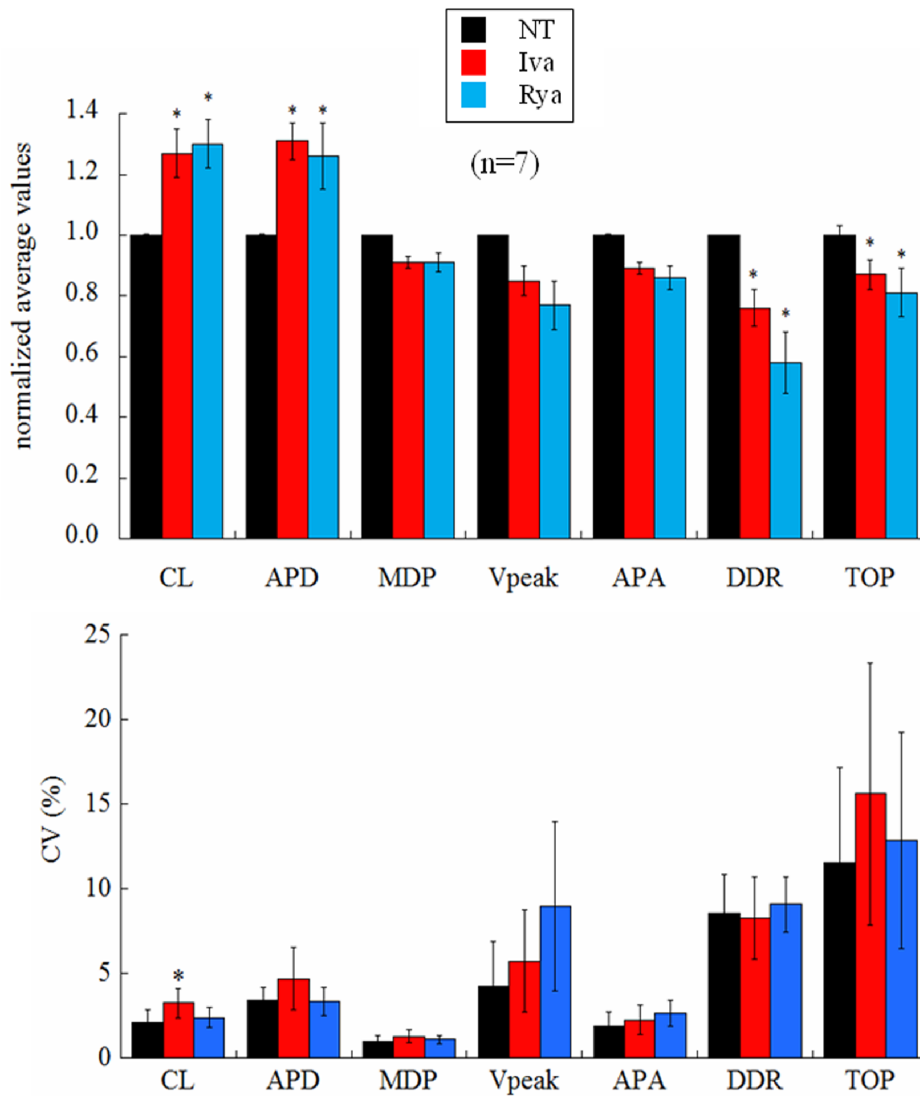 NT
Iva
Rya
(n=7)
normalized average values
1.4
1.2
1.0
0.8
0.6
0.4
0.2
0.0
* * * * * * * *
CL APD MDP Vpeak APA DDR TOP
CV (%)
25
20
15
10
5
0
*
CL APD MDP Vpeak APA DDR TOP